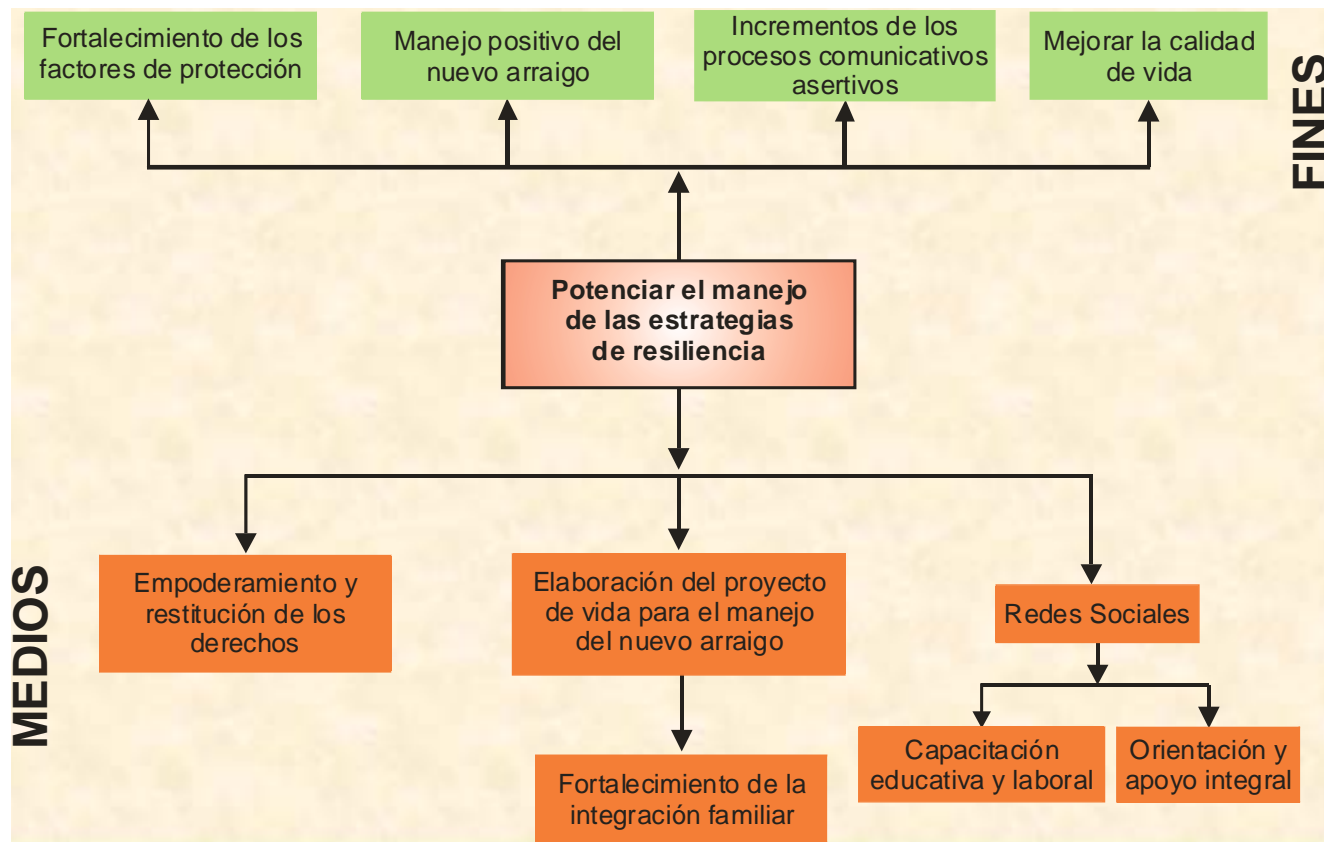 Fortalecimiento de los
factores de protección
Manejo positivo del
nuevo arraigo
Incrementos de los
procesos comunicativos
asertivos
Mejorar la calidad
de vida
FINES
Potenciar el manejo
de las estrategias
de resiliencia
MEDIOS
Empoderamiento y
restitución de los
derechos
Elaboración del proyecto
de vida para el manejo
del nuevo arraigo
Redes Sociales
Fortalecimiento de la
integración familiar
Capacitación
educativa y laboral
Orientación y
apoyo integral